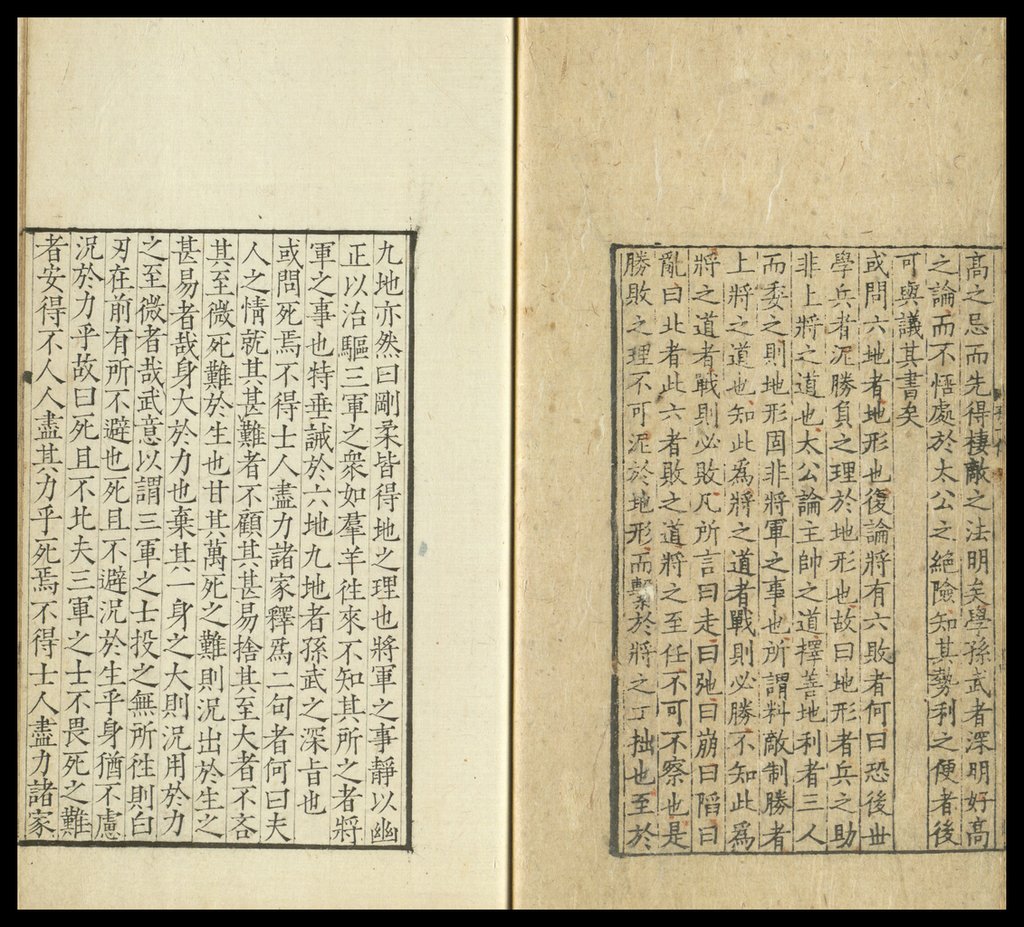 高之忌而先得棲敵之法明矣學孫武者深明好高
之論而不悟處於太公之絶險知其勢利之便者後
可與議其書矣
或問六地者地形也復論將有六敗者何曰恐後世
學兵者泥勝負之理於地形也故曰地形者兵之助
非上將之道也太公論主帥之道擇善地利者三人
而委之則地形固非將軍之事也所謂料敵制勝者
上將之道也知此爲將之道者戰則必勝不知此爲
將之道者戰則必敗凡所言曰走曰弛曰崩曰䧟曰
亂曰北者此六者敗之道將之至任不可不察也是
勝敗之理不可泥於地形而繫於將之工拙也至於
九地亦然曰剛柔皆得地之理也將軍之事靜以幽
正以治驅三軍之衆如羣羊往來不知其所之者將
軍之事也特垂誡於六地九地者孫武之深旨也
或問死焉不得士人盡力諸家釋爲二句者何曰夫
人之情就其甚難者不顧其甚易捨其至大者不吝
其至微死難於生也甘其萬死之難則況出於生之
甚易者哉身大於力也棄其一身之大則況用於力
之至微者哉武意以謂三軍之士投之無所往則白
刃在前有所不避也死且不避況於生乎身猶不慮
況於力乎故曰死且不北夫三軍之士不畏死之難
者安得不人人盡其力乎死焉不得士人盡力諸家